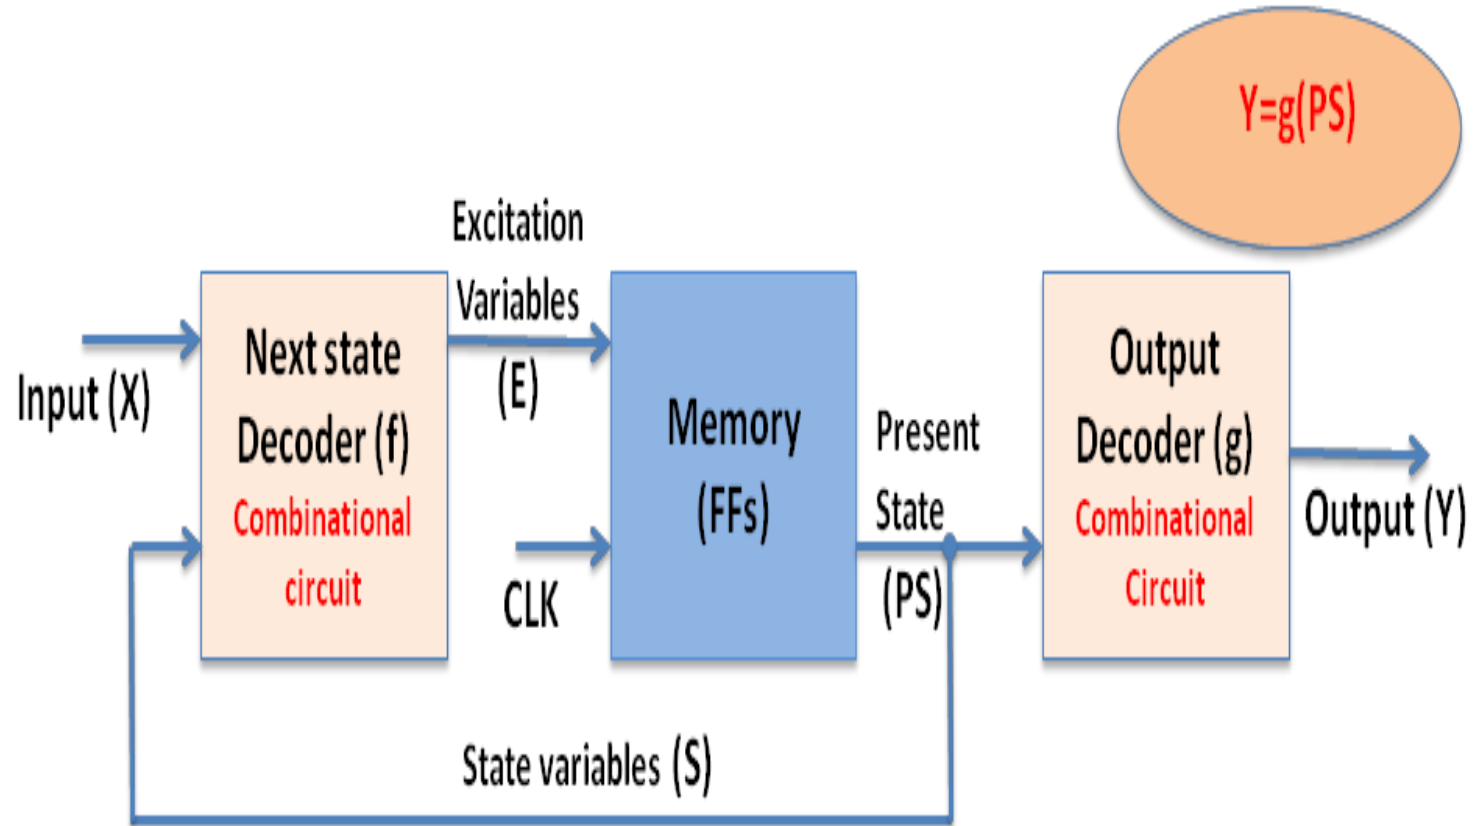 Y=g(PS)
Excitation
Variables
(E)
Input (X)
Next state
Decoder (f)
Combinational
circuit
CLK
Memory
(FFs)
Present
State
(PS)
Output
Decoder (g)
Combinational
Circuit
Output (Y)
State variables (S)